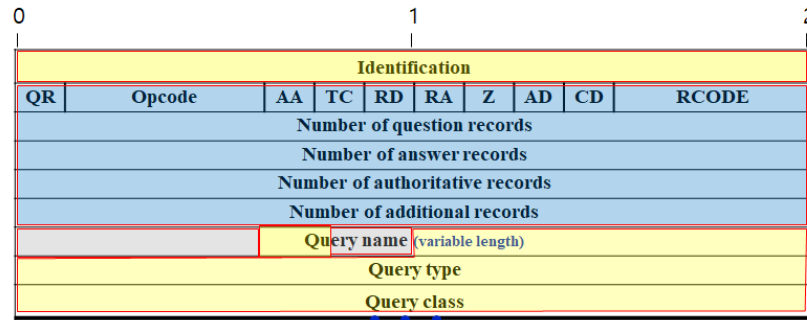 0 1 2
Identification
QR Opcode AA TC RD RA Z AD CD RCODE
Number of question records
Number of answer records
Number of authoritative records
Number of additional records
Query name (variable length)
Query type
Query class